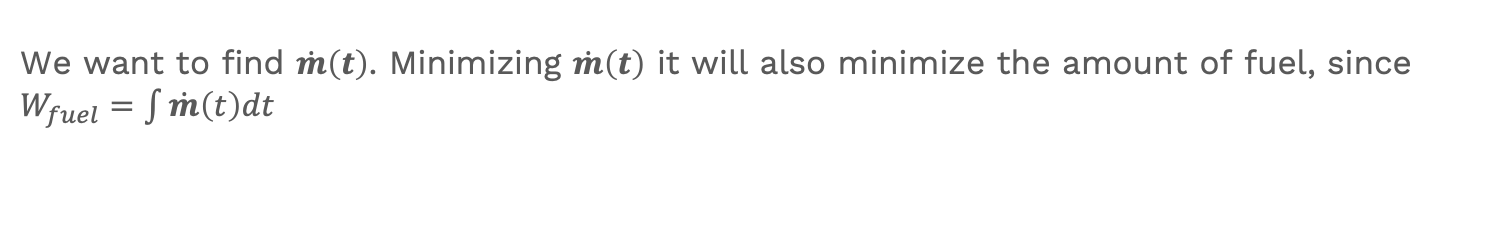 We want to find ṁ(t). Minimizing ṁ(t) it will also minimize the amount of fuel, since
W_fuel = ∫ ṁ(t)dt